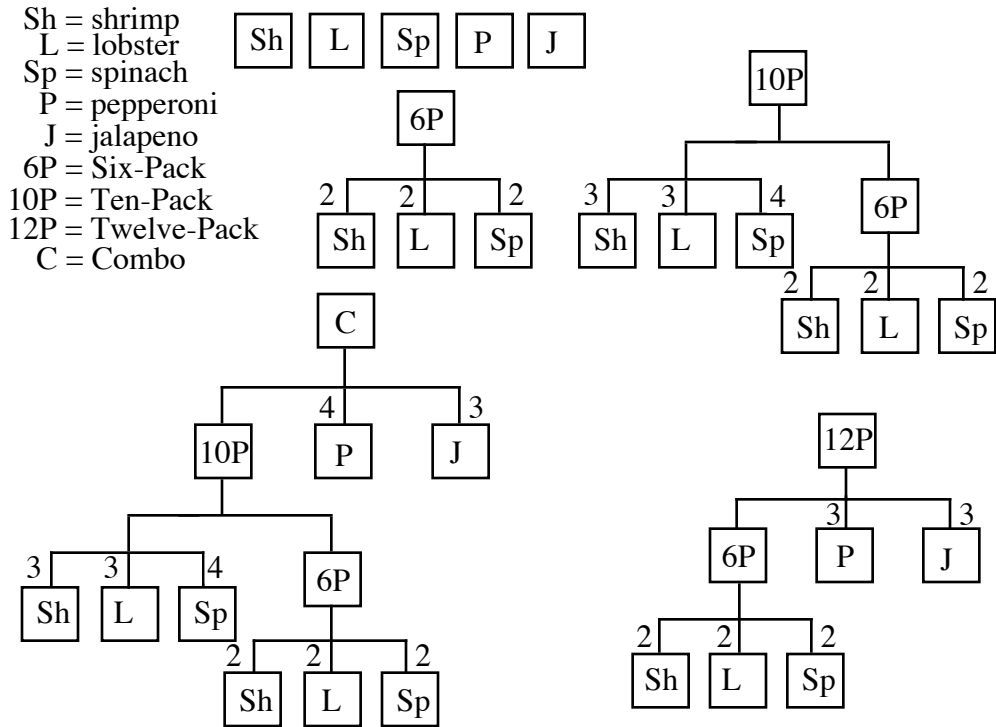 Sh = shrimp
L = lobster
Sp = spinach
P = pepperoni
J = jalapeno
6P = Six-Pack
10P = Ten-Pack
12P = Twelve-Pack
C = Combo
Sh L Sp P J
6P
2 2 2
Sh L Sp
10P
3 3 4
Sh L Sp 6P
2 2 2
Sh L Sp
C
4 3
10P P J
3 3 4
Sh L Sp 6P
2 2 2
Sh L Sp
12P
3 3
6P P J
2 2 2
Sh L Sp